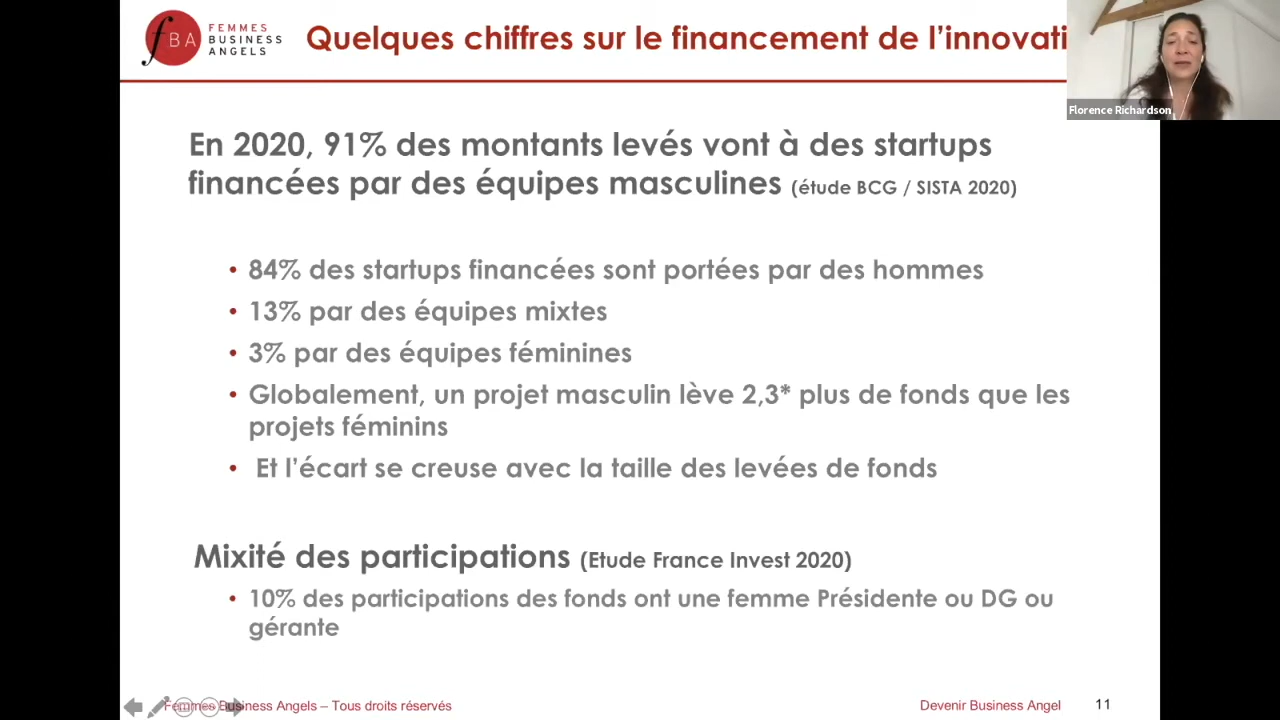 fBA
FEMMES
BUSINESS
ANGELS
Quelques chiffres sur le financement de l’innovati
Florence Richardson
En 2020, 91% des montants levés vont à des startups
financées par des équipes masculines (étude BCG / SISTA 2020)
• 84% des startups financées sont portées par des hommes
• 13% par des équipes mixtes
• 3% par des équipes féminines
• Globalement, un projet masculin lève 2,3* plus de fonds que les
projets féminins
• Et l’écart se creuse avec la taille des levées de fonds
Mixité des participations (Etude France Invest 2020)
• 10% des participations des fonds ont une femme Présidente ou DG ou
gérante
Femmes Business Angels – Tous droits réservés
Devenir Business Angel
11